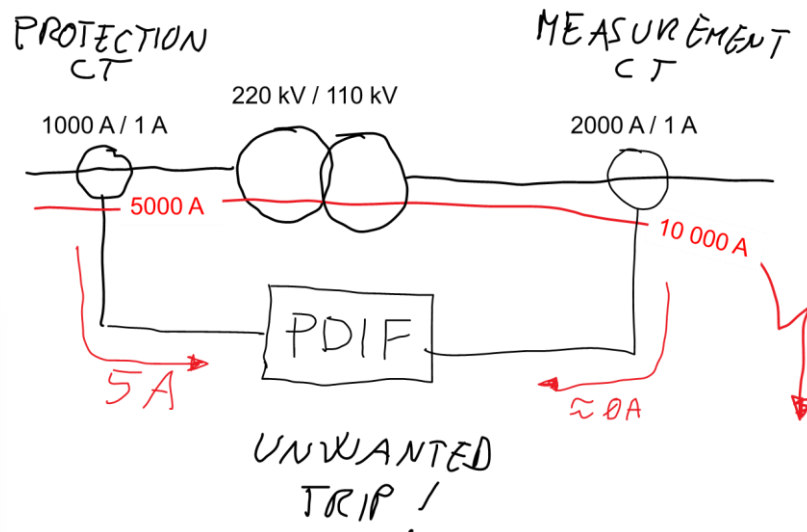 PROTECTION
CT
MEASUREMENT
CT
220 kV / 110 kV
1000 A / 1 A
2000 A / 1 A
5000 A
10 000 A
PDIF
5 A
≈ 0A
UNWANTED
TRIP !